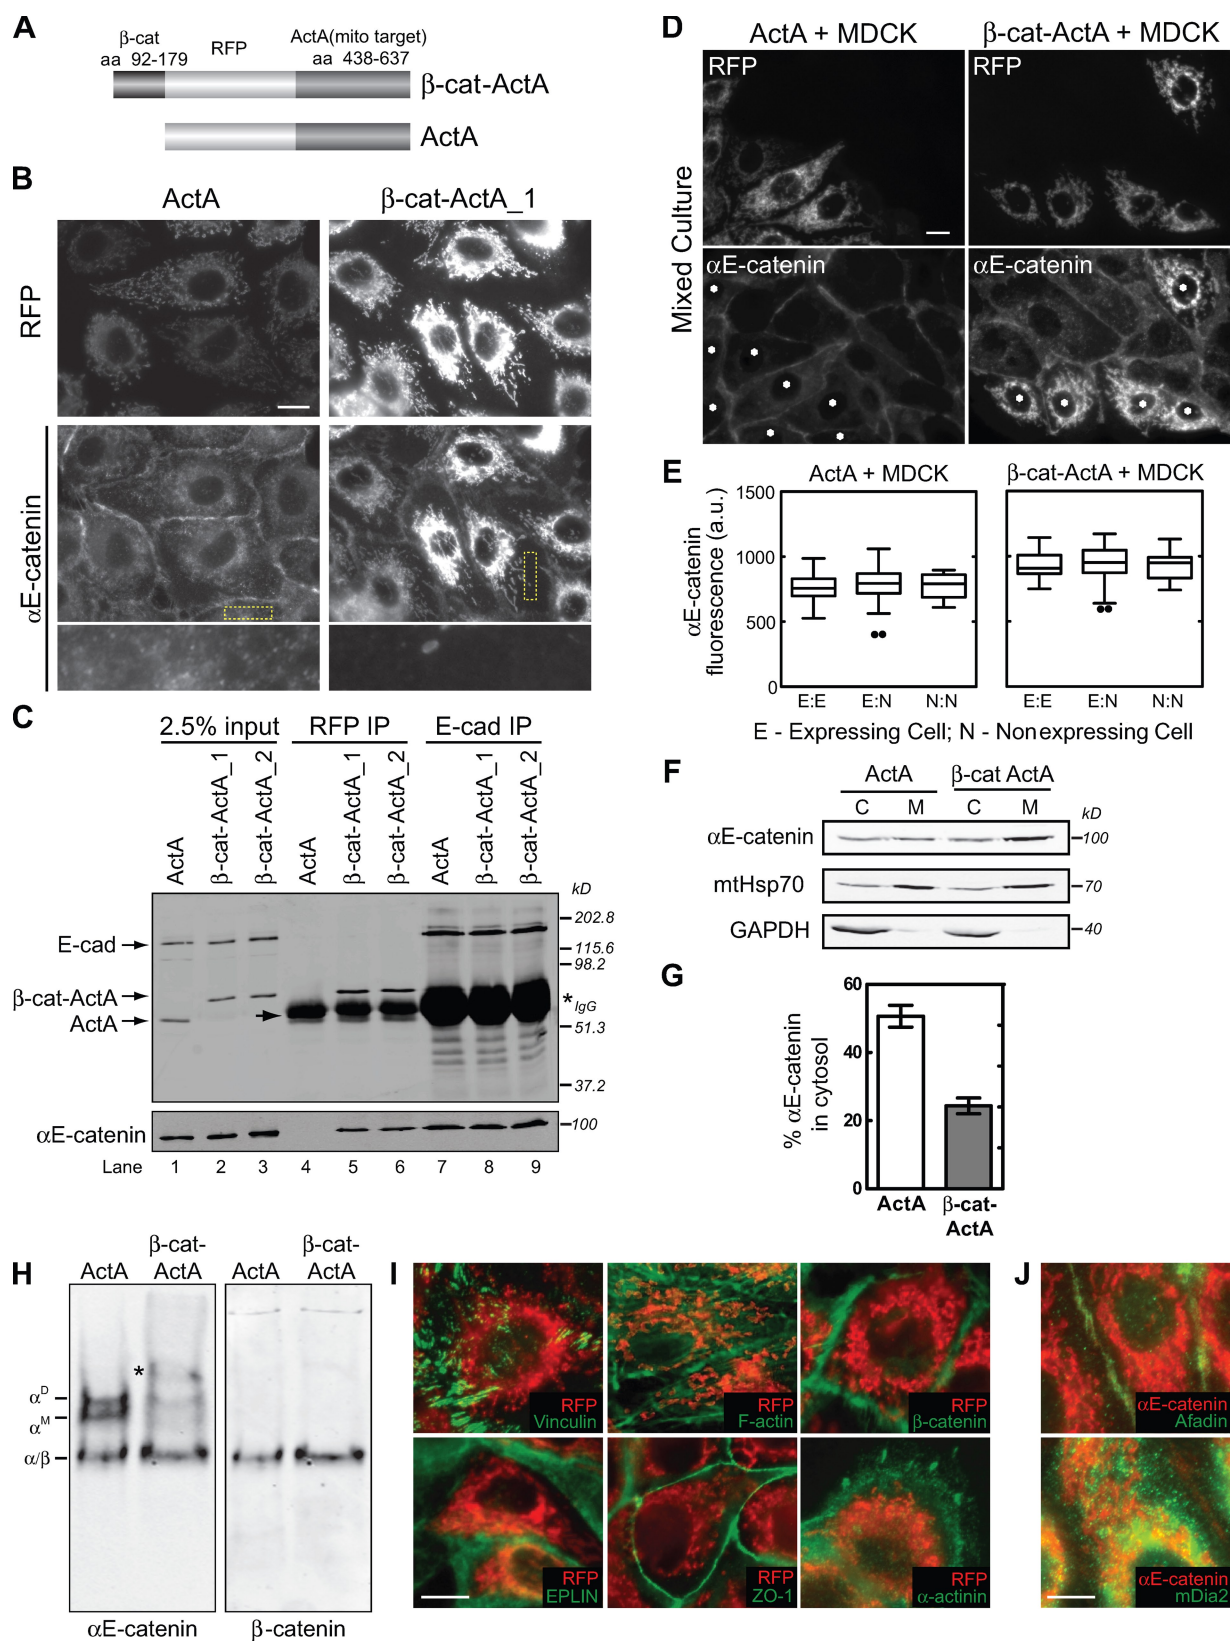 A
β-cat
aa 92-179
RFP
ActA(mito target)
aa 438-637
β-cat-ActA
ActA
B
ActA
β-cat-ActA_1
RFP
αE-catenin
C
2.5% input
RFP IP
E-cad IP
ActA
β-cat-ActA_1
β-cat-ActA_2
ActA
β-cat-ActA_1
β-cat-ActA_2
ActA
β-cat-ActA_1
β-cat-ActA_2
kD
E-cad
β-cat-ActA
ActA
202.8
115.6
98.2
* IgG
51.3
37.2
αE-catenin
100
Lane 1 2 3 4 5 6 7 8 9
D
ActA + MDCK
β-cat-ActA + MDCK
Mixed Culture
RFP
RFP
αE-catenin
αE-catenin
E
ActA + MDCK
β-cat-ActA + MDCK
αE-catenin
fluorescence (a.u.)
1500
1000
500
0
E:E E:N N:N
E:E E:N N:N
E - Expressing Cell; N - Nonexpressing Cell
F
ActA
β-cat ActA
C M C M
kD
αE-catenin
100
mtHsp70
70
GAPDH
40
G
% αE-catenin
in cytosol
60
40
20
0
ActA
β-cat-
ActA
H
ActA
β-cat-
ActA
ActA
β-cat-
ActA
*
αD
αM
α/β
αE-catenin
β-catenin
I
RFP
Vinculin
RFP
F-actin
RFP
β-catenin
RFP
EPLIN
RFP
ZO-1
RFP
α-actinin
J
αE-catenin
Afadin
αE-catenin
mDia2